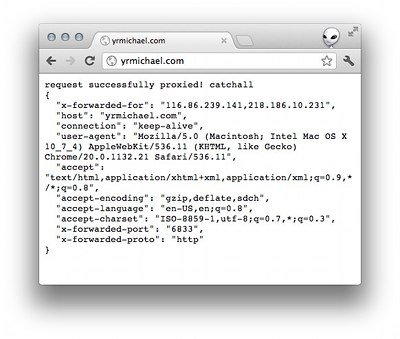 yrmichael.com
yrmichael.com
request successfully proxied! catchall
{
  "x-forwarded-for": "116.86.239.141,218.186.10.231",
  "host": "yrmichael.com",
  "connection": "keep-alive",
  "user-agent": "Mozilla/5.0 (Macintosh; Intel Mac OS X
10_7_4) AppleWebKit/536.11 (KHTML, like Gecko)
Chrome/20.0.1132.21 Safari/536.11",
  "accept":
"text/html,application/xhtml+xml,application/xml;q=0.9,*
/*;q=0.8",
  "accept-encoding": "gzip,deflate,sdch",
  "accept-language": "en-US,en;q=0.8",
  "accept-charset": "ISO-8859-1,utf-8;q=0.7,*;q=0.3",
  "x-forwarded-port": "6833",
  "x-forwarded-proto": "http"
}